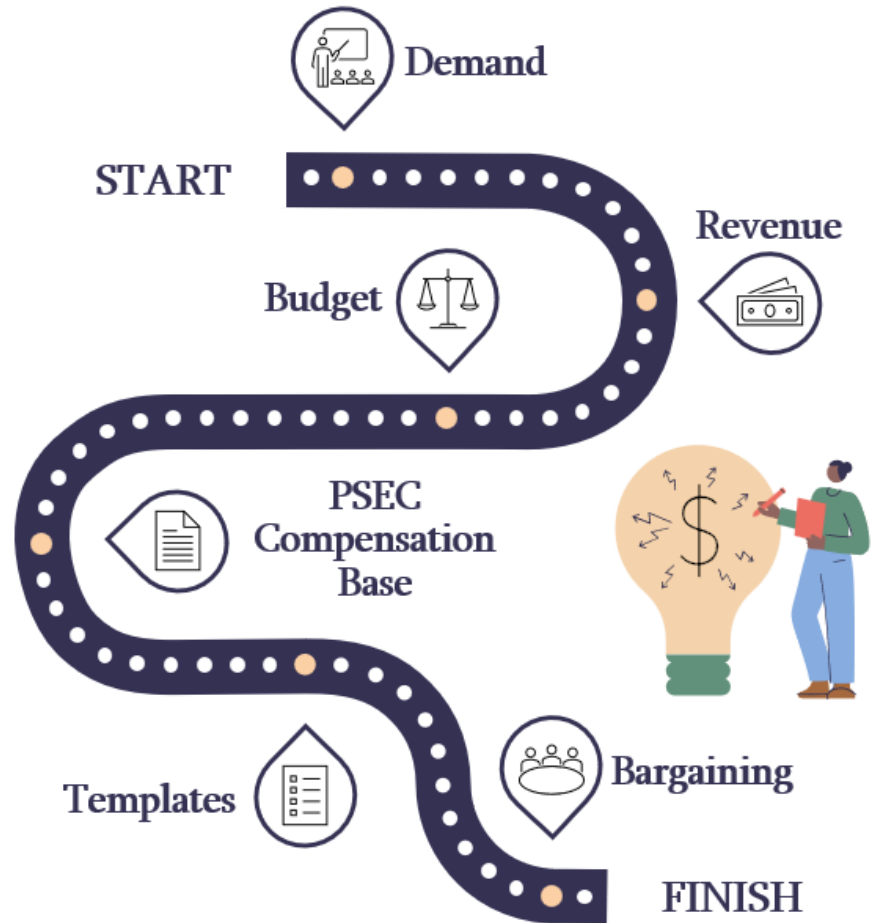 Demand
START
Revenue
Budget
PSEC
Compensation
Base
$
Templates
Bargaining
FINISH